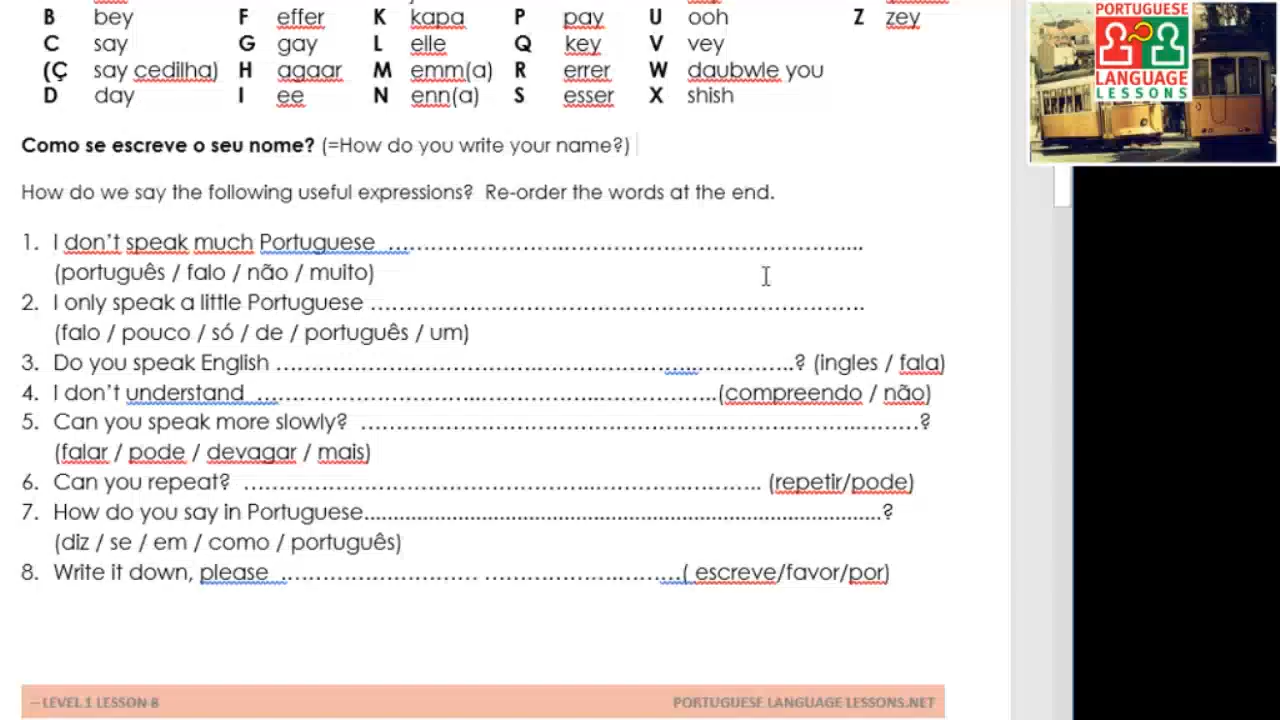 B bey F effer K kapa P pay U ooh Z zey
C say G gay L elle Q key V vey
(Ç say cedilha) H agaar M emm(a) R errer W daubwle you
D day I ee N enn(a) S esser X shish
Como se escreve o seu nome? (=How do you write your name?)
How do we say the following useful expressions? Re-order the words at the end.
1. I don't speak much Portuguese ……………………………………………………....
(português / falo / não / muito)
2. I only speak a little Portuguese ……………………………………………………….
(falo / pouco / só / de / português / um)
3. Do you speak English …………………………………………………………..? (ingles / fala)
4. I don't understand …………………………………………………..(compreendo / não)
5. Can you speak more slowly? ……………………………………………………………?
(falar / pode / devagar / mais)
6. Can you repeat? ………………………………………………………….. (repetir/pode)
7. How do you say in Portuguese..........................................................................?
(diz / se / em / como / português)
8. Write it down, please ……………………… ………………………( escreve/favor/por)
– LEVEL 1 LESSON 8 PORTUGUESE LANGUAGE LESSONS.NET
PORTUGUESE
LANGUAGE
LESSONS